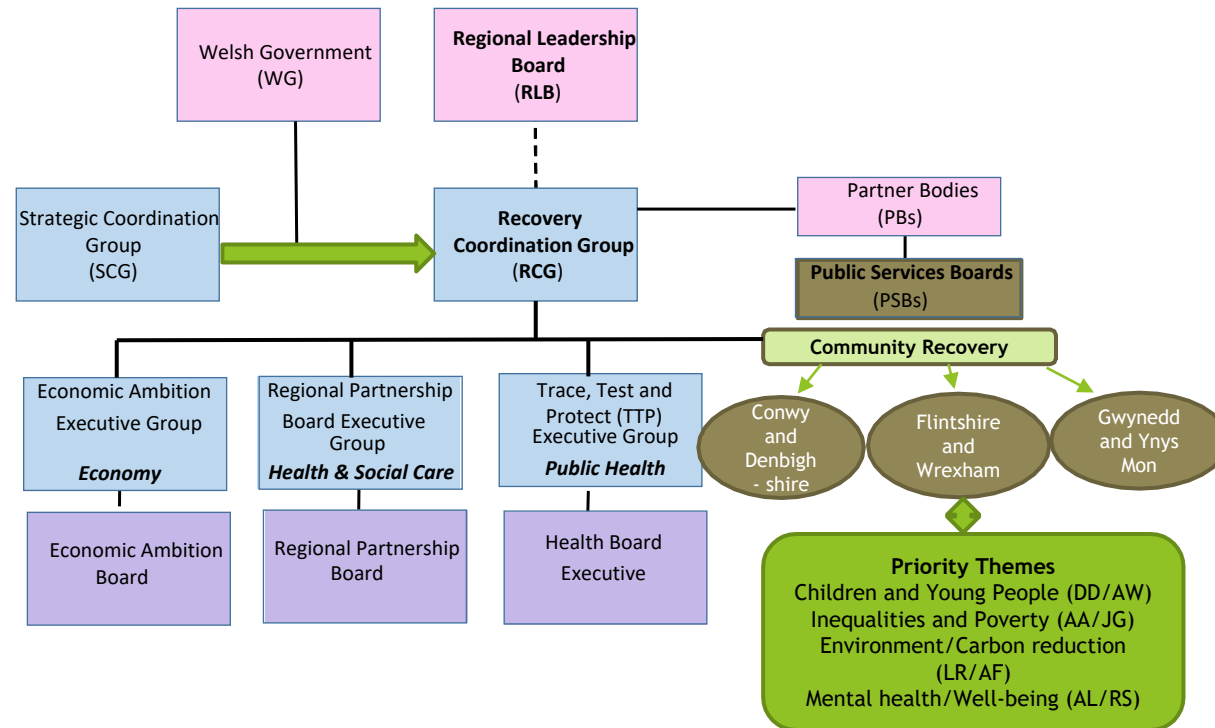 Welsh Government
(WG)
Regional Leadership
Board
(RLB)
Strategic Coordination
Group
(SCG)
Recovery
Coordination Group
(RCG)
Partner Bodies
(PBs)
Public Services Boards
(PSBs)
Community Recovery
Economic Ambition
Executive Group
Economy
Regional Partnership
Board Executive
Group
Health & Social Care
Trace, Test and
Protect (TTP)
Executive Group
Public Health
Conwy
and
Denbigh
- shire
Flintshire
and
Wrexham
Gwynedd
and Ynys
Mon
Economic Ambition
Board
Regional Partnership
Board
Health Board
Executive
Priority Themes
Children and Young People (DD/AW)
Inequalities and Poverty (AA/JG)
Environment/Carbon reduction
(LR/AF)
Mental health/Well-being (AL/RS)